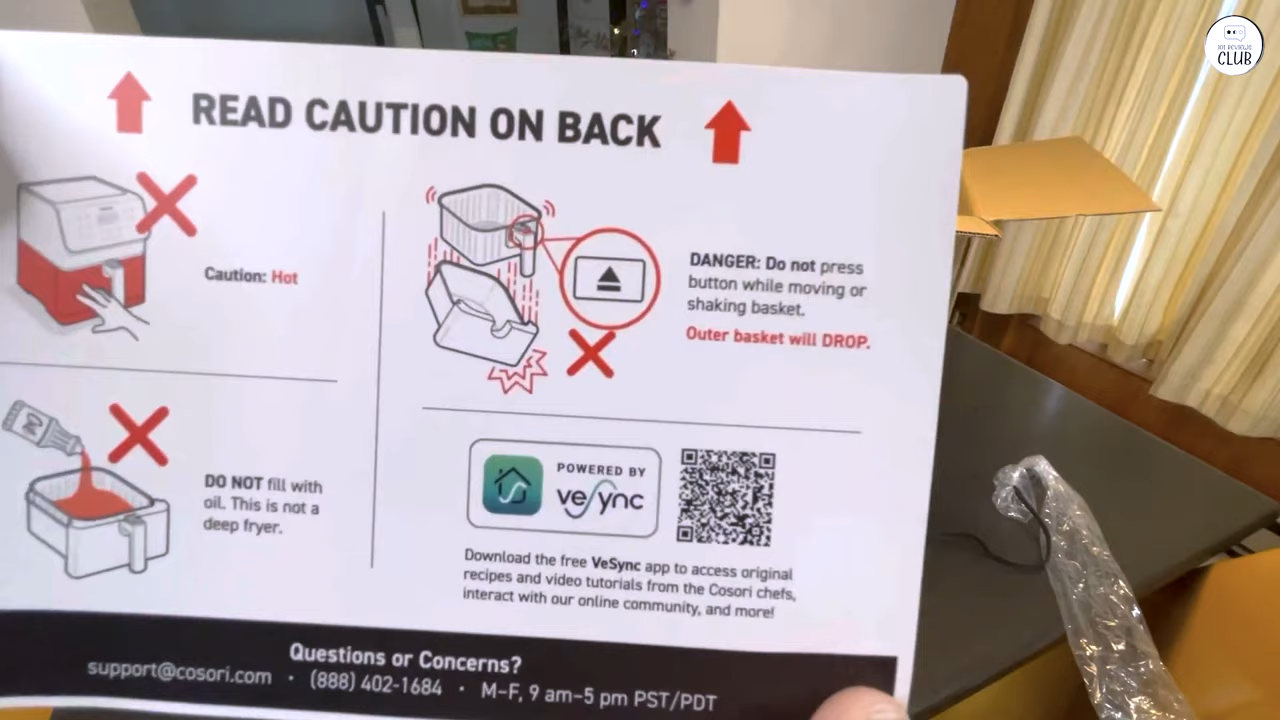 READ CAUTION ON BACK
Caution: Hot
DO NOT fill with
oil. This is not a
deep fryer.
DANGER: Do not press
button while moving or
shaking basket.
Outer basket will DROP.
POWERED BY
vesync
Download the free VeSync app to access original
recipes and video tutorials from the Cosori chefs,
interact with our online community, and more!
Questions or Concerns?
support@cosori.com · (888) 402-1684 · M–F, 9 am–5 pm PST/PDT
101 REVIEWS
CLUB